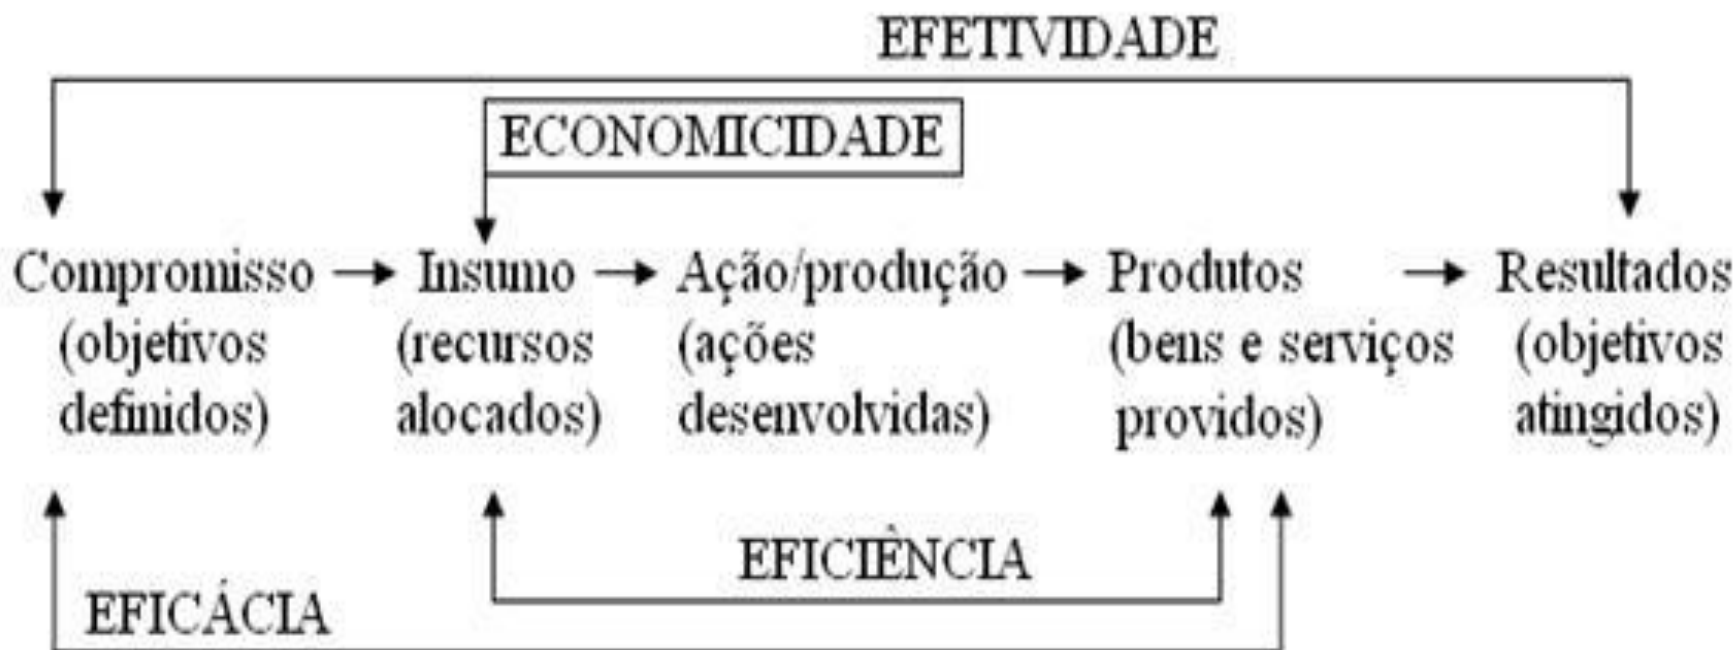 EFETIVIDADE
ECONOMICIDADE
Compromisso → Insumo → Ação/produção → Produtos → Resultados
(objetivos (recursos (ações (bens e serviços (objetivos
definidos) alocados) desenvolvidas) providos) atingidos)
EFICIÊNCIA
EFICÁCIA